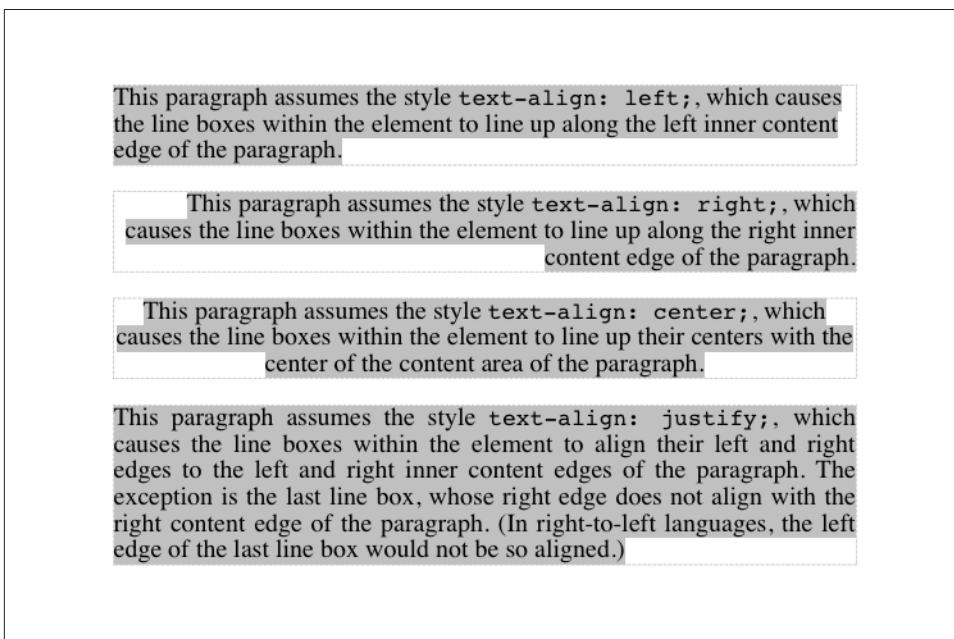 This paragraph assumes the style text-align: left;, which causes
the line boxes within the element to line up along the left inner content
edge of the paragraph.
This paragraph assumes the style text-align: right;, which
causes the line boxes within the element to line up along the right inner
content edge of the paragraph.
This paragraph assumes the style text-align: center;, which
causes the line boxes within the element to line up their centers with the
center of the content area of the paragraph.
This paragraph assumes the style text-align: justify;, which
causes the line boxes within the element to align their left and right
edges to the left and right inner content edges of the paragraph. The
exception is the last line box, whose right edge does not align with the
right content edge of the paragraph. (In right-to-left languages, the left
edge of the last line box would not be so aligned.)